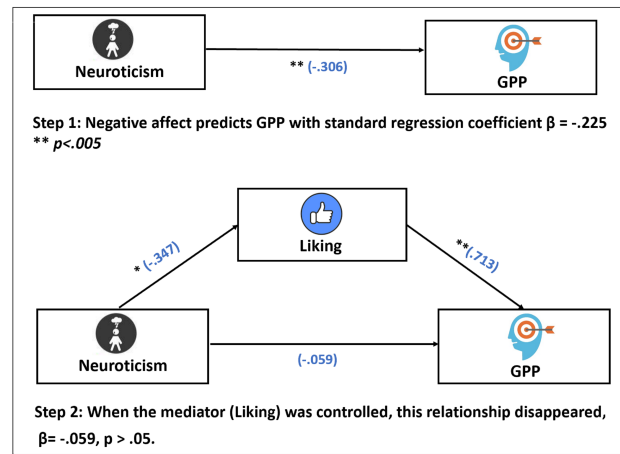 Neuroticism
** (-.306)
GPP
Step 1: Negative affect predicts GPP with standard regression coefficient β = -.225
** p<.005
Liking
* (-.347)
**(.713)
Neuroticism
(-.059)
GPP
Step 2: When the mediator (Liking) was controlled, this relationship disappeared,
β= -.059, p > .05.